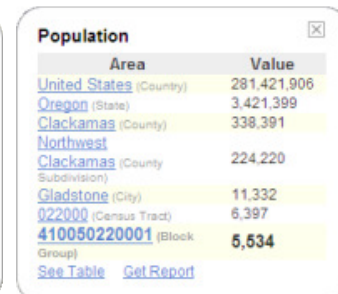 Population
Area Value
United States (Country) 281,421,906
Oregon (State) 3,421,399
Clackamas (County) 338,391
Northwest
Clackamas (County 224,220
Subdivision)
Gladstone (City) 11,332
022000 (Census Tract) 6,397
410050220001 (Block 5,534
Group)
See Table Get Report